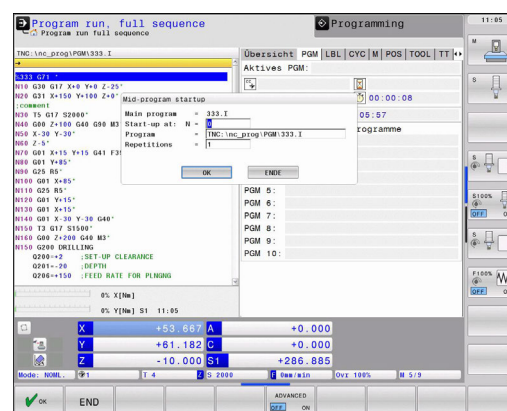 Program run, full sequence
Program run full sequence
Programming
11:05
TNC:\nc_prog\PGM\333.I
Übersicht PGM LBL CYC M POS TOOL TT
Aktives PGM:
%333 G71 *
N10 G30 G17 X+0 Y+0 Z-25*
N20 G31 X+150 Y+100 Z+0*
;comment
N30 T5 G17 S2000*
N40 G00 Z+100 G40 G90 M3
N50 X-30 Y-30*
N60 Z-5*
N70 G01 X+15 Y+15 G41 F3
N80 G01 Y+85*
N90 G25 R5*
N100 G01 X+85*
N110 G25 R5*
N120 G01 Y+15*
N130 G01 X+15*
N140 G01 X-30 Y-30 G40*
N150 T3 G17 S1500*
N160 G00 Z+200 G40 M3*
N150 G200 DRILLING
Q200=+2 ;SET-UP CLEARANCE
Q201=-20 ;DEPTH
Q206=+150 ;FEED RATE FOR PLNGNG
Mid-program startup
Main program = 333.I
Start-up at: N = 0
Program = TNC:\nc_prog\PGM\333.I
Repetitions = 1
OK ENDE
00:00:08
05:57
rogramme
PGM 5:
PGM 6:
PGM 7:
PGM 8:
PGM 9:
PGM 10:
0% X[Nm]
0% Y[Nm] S1 11:05
X +53.667 A +0.000
Y +61.182 C +0.000
Z -10.000 S1 +286.885
Mode: NOML. 1 T 4 Z S 2000 F 0mm/min Ovr 100% M 5/9
OK END ADVANCED
OFF ON
M
S
S
S100%
OFF
S
F100%
OFF